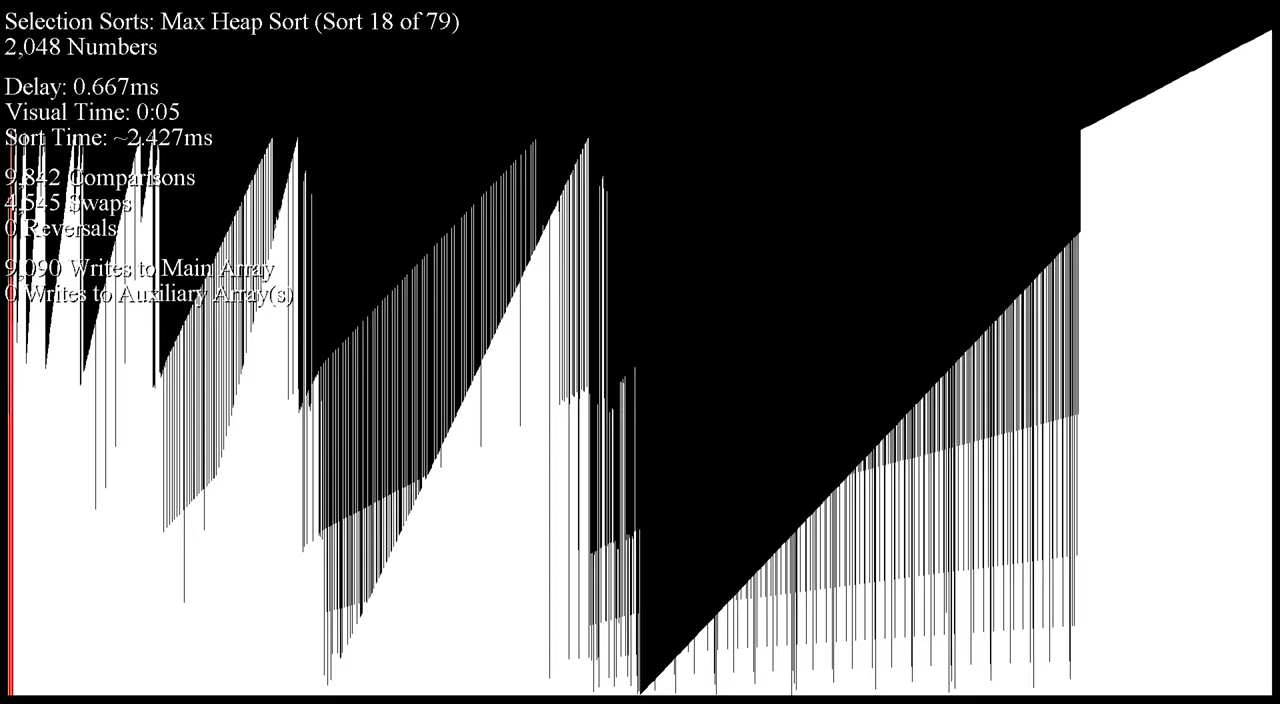 Selection Sorts: Max Heap Sort (Sort 18 of 79)
2,048 Numbers
Delay: 0.667ms
Visual Time: 0:05
Sort Time: ~2.427ms
9,842 Comparisons
4,545 Swaps
0 Reversals
9,090 Writes to Main Array
0 Writes to Auxiliary Array(s)